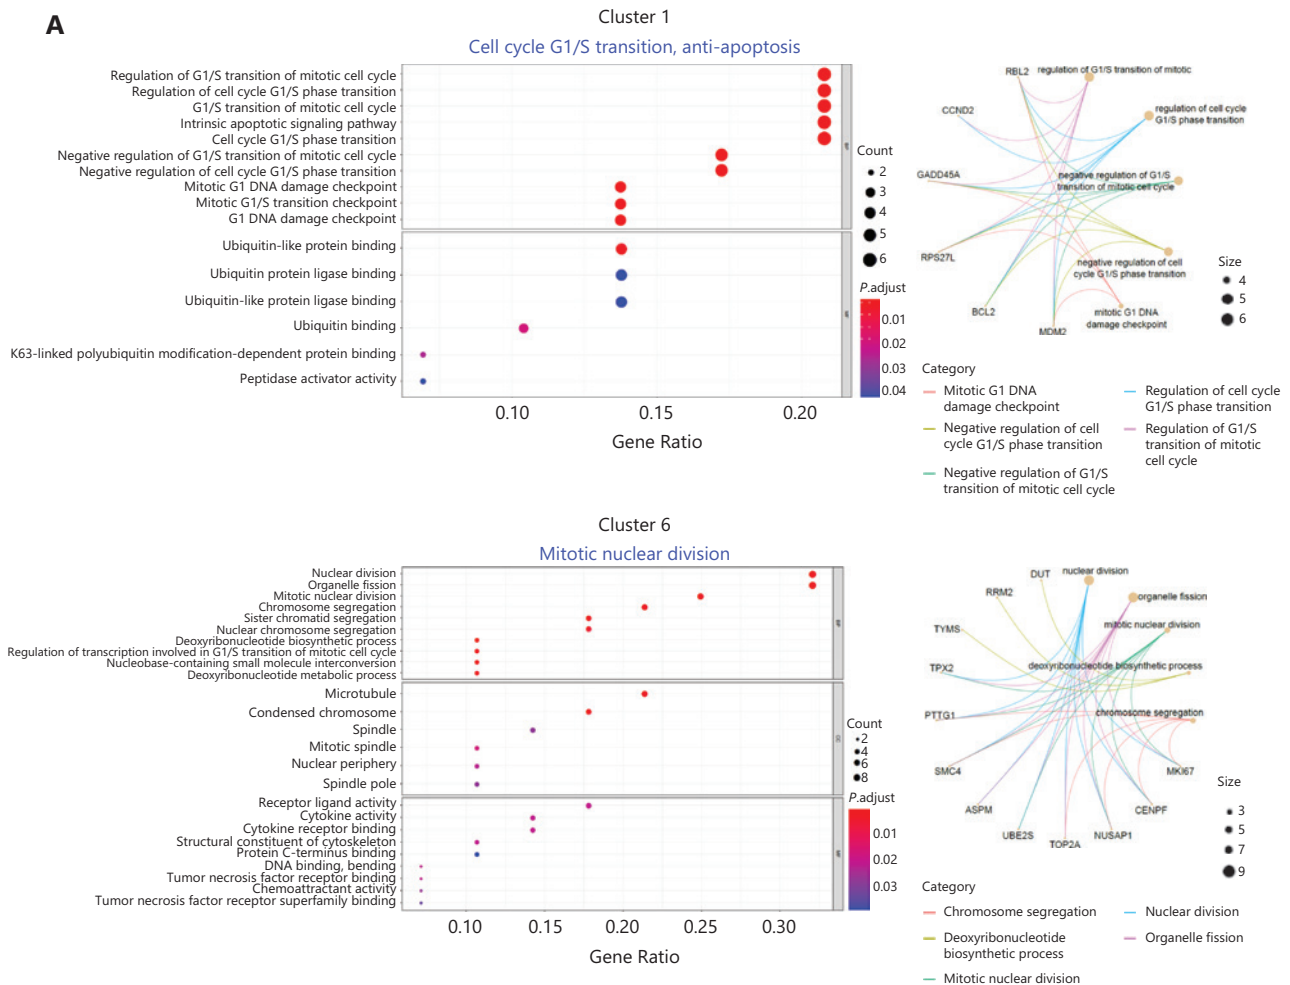 A
Cluster 1
Cell cycle G1/S transition, anti-apoptosis
Regulation of G1/S transition of mitotic cell cycle
Regulation of cell cycle G1/S phase transition
G1/S transition of mitotic cell cycle
Intrinsic apoptotic signaling pathway
Cell cycle G1/S phase transition
Negative regulation of G1/S transition of mitotic cell cycle
Negative regulation of cell cycle G1/S phase transition
Mitotic G1 DNA damage checkpoint
Mitotic G1/S transition checkpoint
G1 DNA damage checkpoint
Ubiquitin-like protein binding
Ubiquitin protein ligase binding
Ubiquitin-like protein ligase binding
Ubiquitin binding
K63-linked polyubiquitin modification-dependent protein binding
Peptidase activator activity
0.10
0.15
0.20
Gene Ratio
Count
2
3
4
5
6
P.adjust
0.01
0.02
0.03
0.04
RBL2
regulation of G1/S transition of mitotic
CCND2
regulation of cell cycle
G1/S phase transition
GADD45A
negative regulation of G1/S
transition of mitotic cell cycle
RPS27L
negative regulation of cell
cycle G1/S phase transition
BCL2
MDM2
mitotic G1 DNA
damage checkpoint
Size
4
5
6
Category
Mitotic G1 DNA
damage checkpoint
Negative regulation of cell
cycle G1/S phase transition
Negative regulation of G1/S
transition of mitotic cell cycle
Regulation of cell cycle
G1/S phase transition
Regulation of G1/S
transition of mitotic
cell cycle
Cluster 6
Mitotic nuclear division
Nuclear division
Organelle fission
Mitotic nuclear division
Chromosome segregation
Sister chromatid segregation
Nuclear chromosome segregation
Deoxyribonucleotide biosynthetic process
Regulation of transcription involved in G1/S transition of mitotic cell cycle
Nucleobase-containing small molecule interconversion
Deoxyribonucleotide metabolic process
Microtubule
Condensed chromosome
Spindle
Mitotic spindle
Nuclear periphery
Spindle pole
Receptor ligand activity
Cytokine activity
Cytokine receptor binding
Structural constituent of cytoskeleton
Protein C-terminus binding
DNA binding, bending
Tumor necrosis factor receptor binding
Chemoattractant activity
Tumor necrosis factor receptor superfamily binding
0.10
0.15
0.20
0.25
0.30
Gene Ratio
Count
2
4
6
8
P.adjust
0.01
0.02
0.03
DUT
nuclear division
RRM2
organelle fission
TYMS
mitotic nuclear division
TPX2
deoxyribonucleotide biosynthetic process
PTTG1
chromosome segregation
SMC4
MKI67
ASPM
CENPF
UBE2S
NUSAP1
TOP2A
Size
3
5
7
9
Category
Chromosome segregation
Deoxyribonucleotide
biosynthetic process
Mitotic nuclear division
Nuclear division
Organelle fission